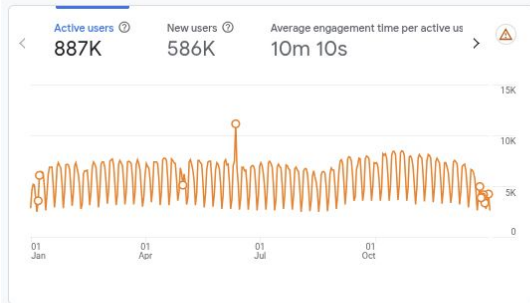 Active users New users Average engagement time per active us
887K 586K 10m 10s
15K
10K
5K
0
01 01 01 01
Jan Apr Jul Oct